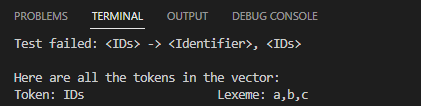 PROBLEMS TERMINAL OUTPUT DEBUG CONSOLE
Test failed: <IDs> -> <Identifier>, <IDs>
Here are all the tokens in the vector:
Token: IDs Lexeme: a,b,c